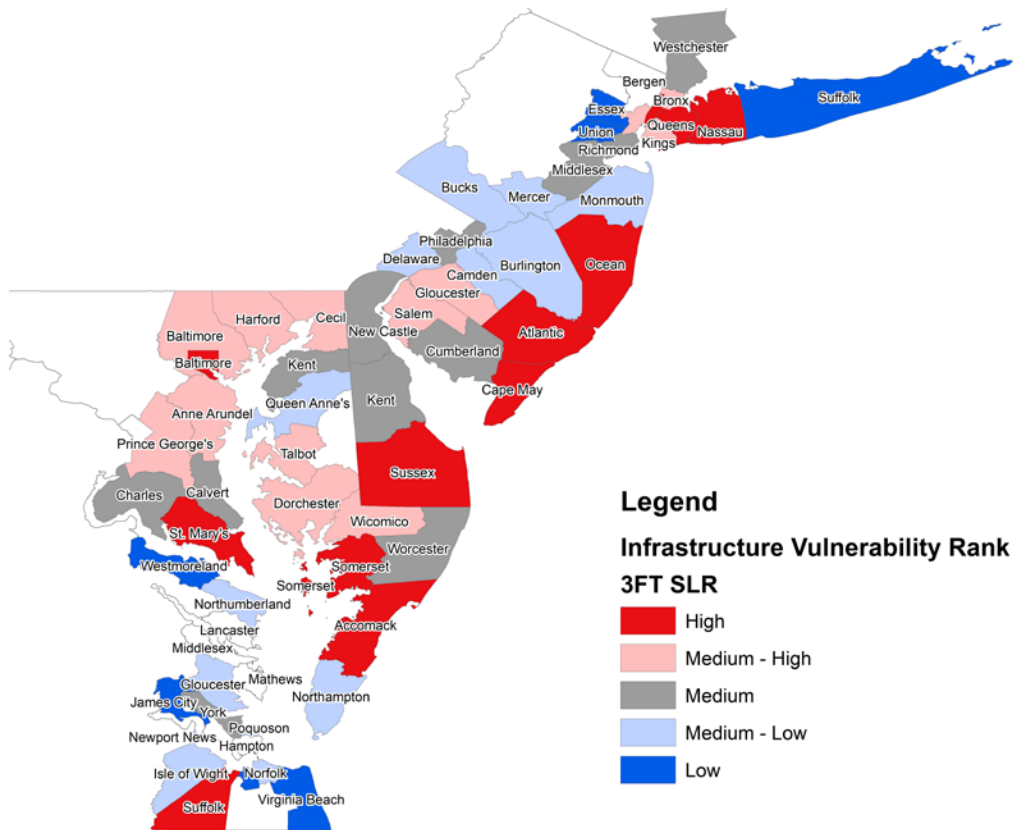 Westchester
Bergen
Bronx
Suffolk
Essex
Queens
Nassau
Union
Kings
Richmond
Middlesex
Bucks
Mercer
Monmouth
Philadelphia
Delaware
Camden
Burlington
Ocean
Gloucester
Salem
Harford
Cecil
New Castle
Atlantic
Baltimore
Cumberland
Baltimore
Kent
Cape May
Queen Anne's
Kent
Anne Arundel
Prince George's
Talbot
Sussex
Charles
Calvert
Dorchester
Wicomico
St. Mary's
Worcester
Westmoreland
Somerset
Somerset
Northumberland
Lancaster
Accomack
Middlesex
Mathews
Gloucester
Northampton
James City
York
Poquoson
Newport News
Hampton
Isle of Wight
Norfolk
Virginia Beach
Suffolk
Legend
Infrastructure Vulnerability Rank
3FT SLR
High
Medium - High
Medium
Medium - Low
Low